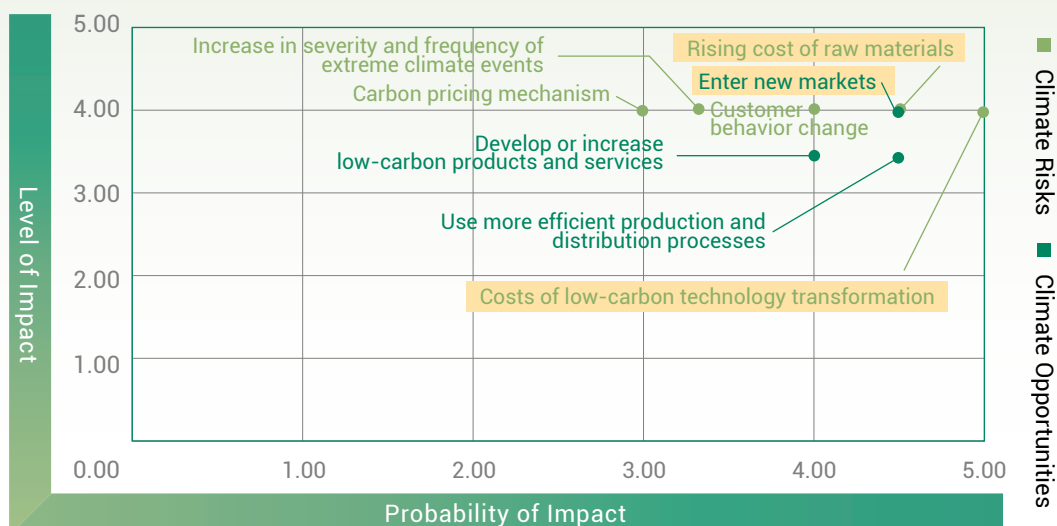 5.00
Increase in severity and frequency of
extreme climate events
Rising cost of raw materials
Enter new markets
Carbon pricing mechanism
4.00
Customer
behavior change
Develop or increase
low-carbon products and services
3.00
Use more efficient production and
distribution processes
2.00
Costs of low-carbon technology transformation
1.00
0.00
1.00
2.00
3.00
4.00
5.00
Level of Impact
Probability of Impact
Climate Risks
Climate Opportunities